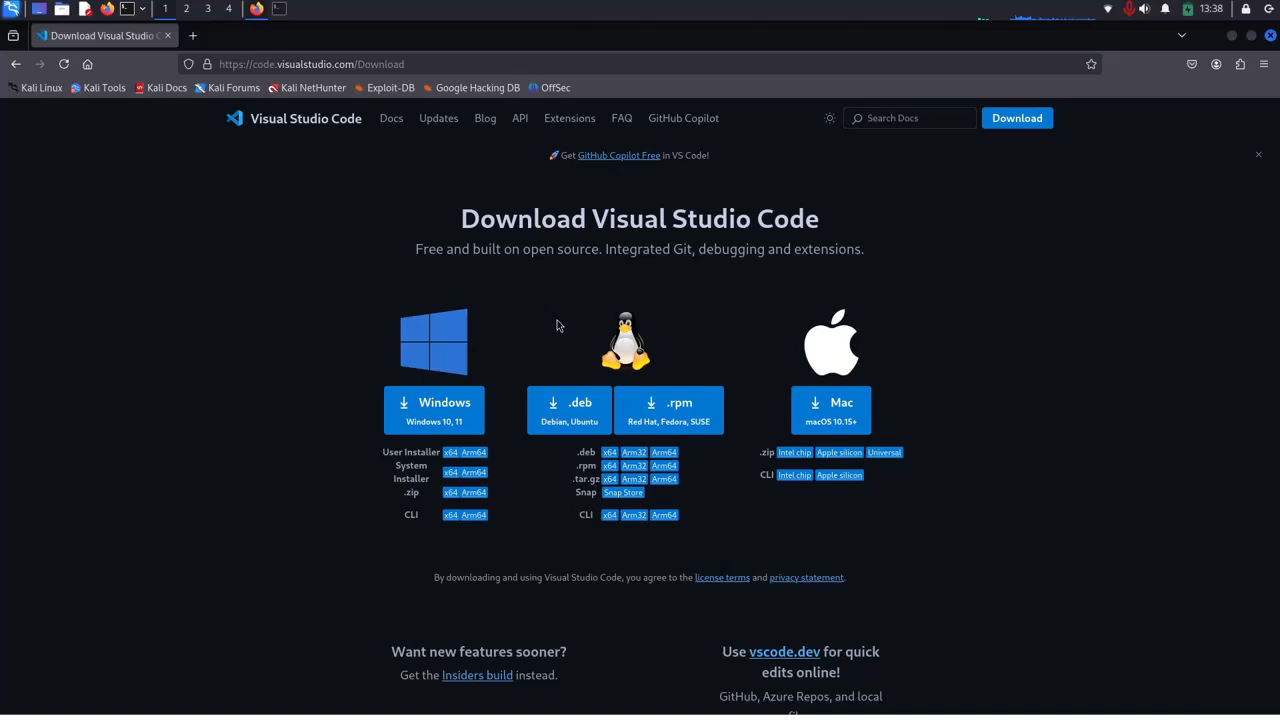 1 2 3 4
13:38
Download Visual Studio C
https://code.visualstudio.com/Download
Kali Linux Kali Tools Kali Docs Kali Forums Kali NetHunter Exploit-DB Google Hacking DB OffSec
Visual Studio Code Docs Updates Blog API Extensions FAQ GitHub Copilot Search Docs Download
Get GitHub Copilot Free in VS Code!
Download Visual Studio Code
Free and built on open source. Integrated Git, debugging and extensions.
Windows
Windows 10, 11
User Installer x64 Arm64
System
Installer x64 Arm64
.zip x64 Arm64
CLI x64 Arm64
.deb
Debian, Ubuntu
.rpm
Red Hat, Fedora, SUSE
.deb x64 Arm32 Arm64
.rpm x64 Arm32 Arm64
.tar.gz x64 Arm32 Arm64
Snap Snap Store
CLI x64 Arm32 Arm64
Mac
macOS 10.15+
.zip Intel chip Apple silicon Universal
CLI Intel chip Apple silicon
By downloading and using Visual Studio Code, you agree to the license terms and privacy statement.
Want new features sooner?
Get the Insiders build instead.
Use vscode.dev for quick
edits online!
GitHub, Azure Repos, and local